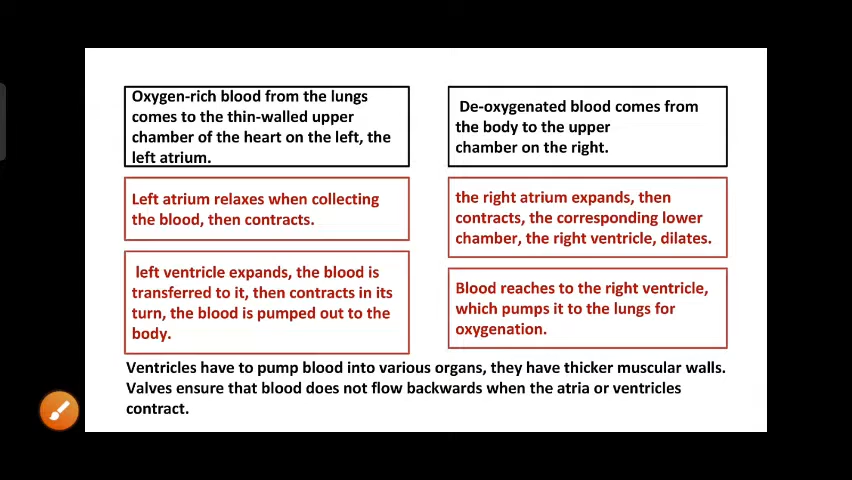 Oxygen-rich blood from the lungs
comes to the thin-walled upper
chamber of the heart on the left, the
left atrium.
Left atrium relaxes when collecting
the blood, then contracts.
left ventricle expands, the blood is
transferred to it, then contracts in its
turn, the blood is pumped out to the
body.
De-oxygenated blood comes from
the body to the upper
chamber on the right.
the right atrium expands, then
contracts, the corresponding lower
chamber, the right ventricle, dilates.
Blood reaches to the right ventricle,
which pumps it to the lungs for
oxygenation.
Ventricles have to pump blood into various organs, they have thicker muscular walls.
Valves ensure that blood does not flow backwards when the atria or ventricles
contract.